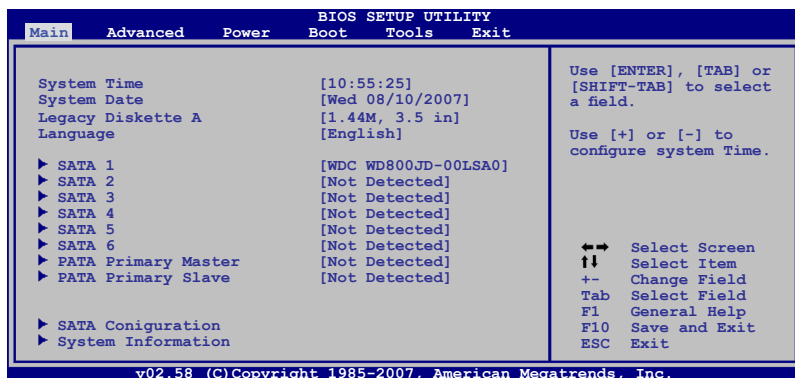 BIOS SETUP UTILITY
Main Advanced Power Boot Tools Exit
System Time [10:55:25]
System Date [Wed 08/10/2007]
Legacy Diskette A [1.44M, 3.5 in]
Language [English]
SATA 1 [WDC WD800JD-00LSA0]
SATA 2 [Not Detected]
SATA 3 [Not Detected]
SATA 4 [Not Detected]
SATA 5 [Not Detected]
SATA 6 [Not Detected]
PATA Primary Master [Not Detected]
PATA Primary Slave [Not Detected]
SATA Coniguration
System Information
Use [ENTER], [TAB] or
[SHIFT-TAB] to select
a field.
Use [+] or [-] to
configure system Time.
←→ Select Screen
↑↓ Select Item
+- Change Field
Tab Select Field
F1 General Help
F10 Save and Exit
ESC Exit
v02.58 (C)Copyright 1985-2007, American Megatrends, Inc.